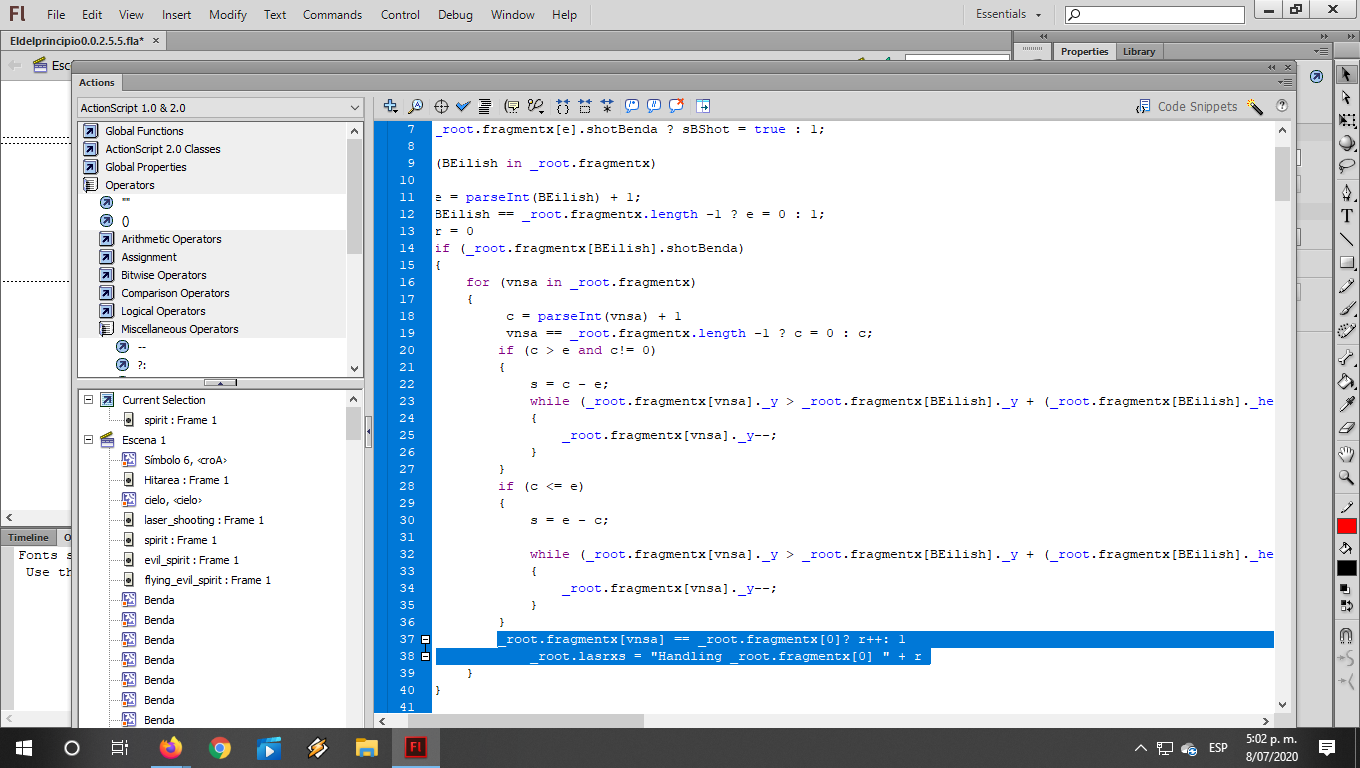 Fl File Edit View Insert Modify Text Commands Control Debug Window Help Essentials
Eldelprincipio0.0.2.5.5.fla* ×
Properties Library
Esc
Actions
ActionScript 1.0 & 2.0
Code Snippets
Global Functions
ActionScript 2.0 Classes
Global Properties
Operators
""
()
Arithmetic Operators
Assignment
Bitwise Operators
Comparison Operators
Logical Operators
Miscellaneous Operators
--
?:
Current Selection
spirit : Frame 1
Escena 1
Símbolo 6, <croA>
Hitarea : Frame 1
cielo, <cielo>
laser_shooting : Frame 1
spirit : Frame 1
evil_spirit : Frame 1
flying_evil_spirit : Frame 1
Benda
Benda
Benda
Benda
Benda
Benda
Benda
7 _root.fragmentx[e].shotBenda ? sBShot = true : 1;
8
9 (BEilish in _root.fragmentx)
10
11 e = parseInt(BEilish) + 1;
12 BEilish == _root.fragmentx.length -1 ? e = 0 : 1;
13 r = 0
14 if (_root.fragmentx[BEilish].shotBenda)
15 {
16 for (vnsa in _root.fragmentx)
17 {
18 c = parseInt(vnsa) + 1
19 vnsa == _root.fragmentx.length -1 ? c = 0 : c;
20 if (c > e and c!= 0)
21 {
22 s = c - e;
23 while (_root.fragmentx[vnsa]._y > _root.fragmentx[BEilish]._y + (_root.fragmentx[BEilish]._he
24 {
25 _root.fragmentx[vnsa]._y--;
26 }
27 }
28 if (c <= e)
29 {
30 s = e - c;
31
32 while (_root.fragmentx[vnsa]._y > _root.fragmentx[BEilish]._y + (_root.fragmentx[BEilish]._he
33 {
34 _root.fragmentx[vnsa]._y--;
35 }
36 }
37 _root.fragmentx[vnsa] == _root.fragmentx[0]? r++: 1
38 _root.lasrxs = "Handling _root.fragmentx[0] " + r
39 }
40 }
41
Timeline O
Fonts s
Use th
ESP
5:02 p. m.
8/07/2020